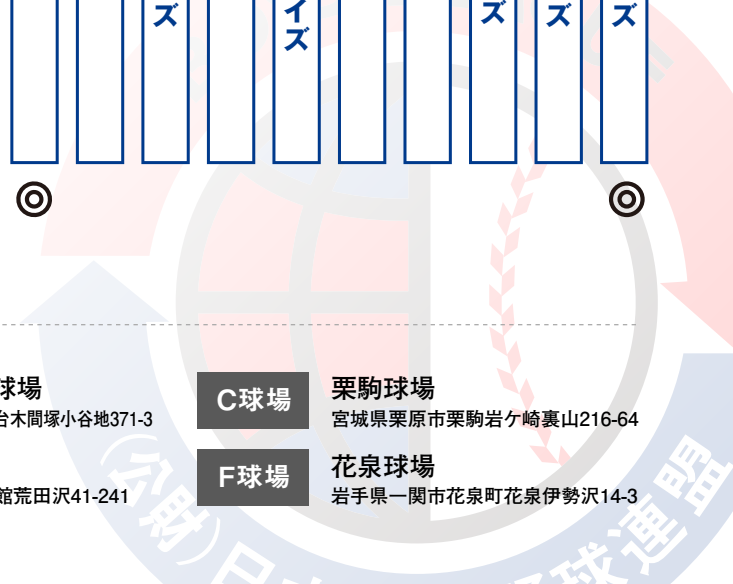 ズ
イズ
ズ
ズ
ズ
◎
◎
球場
台木間塚小谷地371-3
C球場
栗駒球場
宮城県栗原市栗駒岩ケ崎裏山216-64
館荒田沢41-241
F球場
花泉球場
岩手県一関市花泉町花泉伊勢沢14-3
(公財)日
球連盟